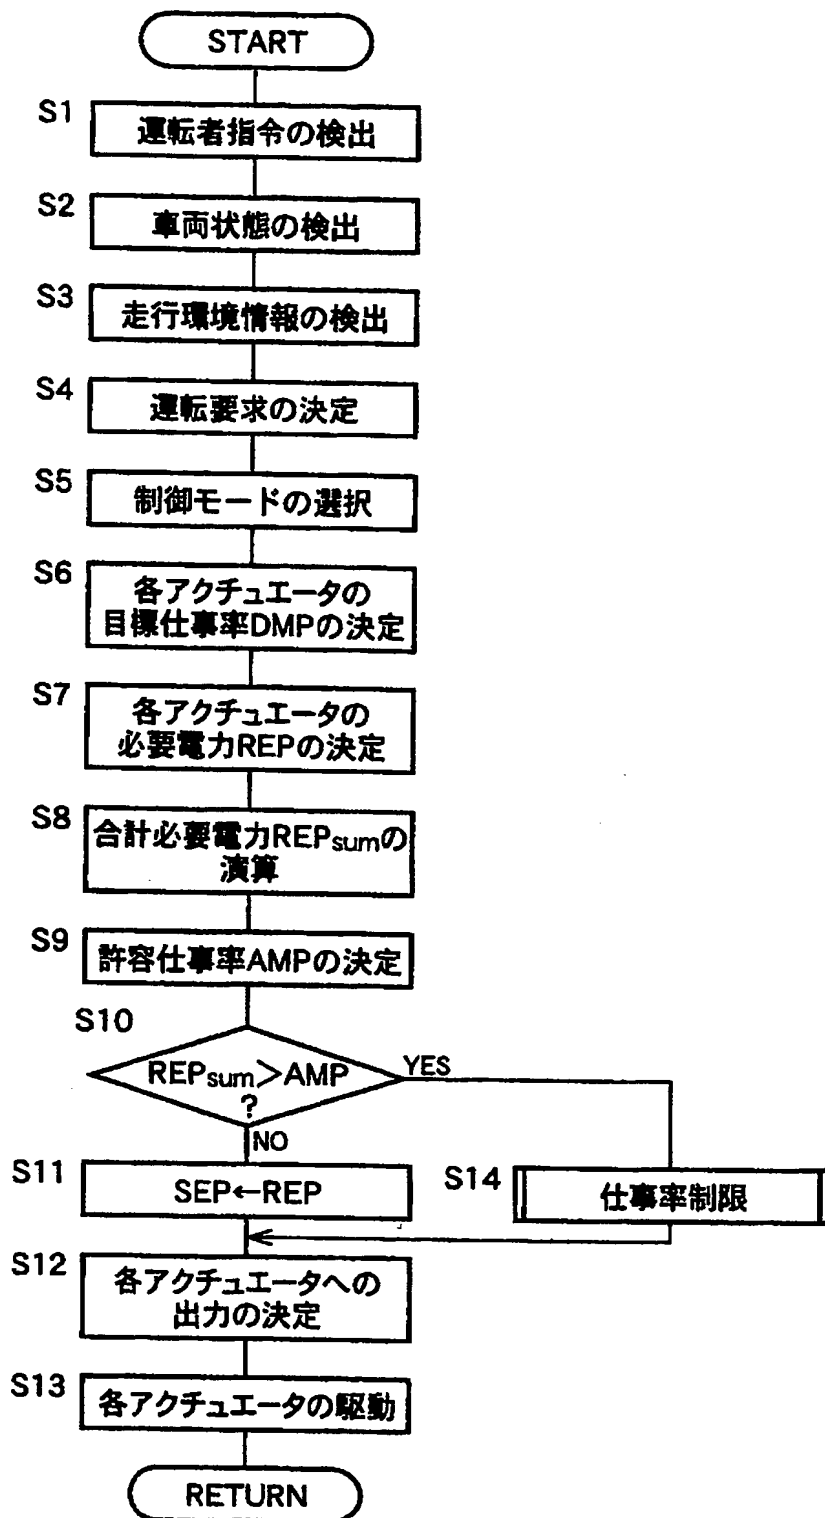 START
S1
運転者指令の検出
S2
車両状態の検出
S3
走行環境情報の検出
S4
運転要求の決定
S5
制御モードの選択
S6
各アクチュエータの
目標仕事率DMPの決定
S7
各アクチュエータの
必要電力REPの決定
S8
合計必要電力REPsumの
演算
S9
許容仕事率AMPの決定
S10
REPsum>AMP
?
YES
NO
S11
SEP←REP
S14
仕事率制限
S12
各アクチュエータへの
出力の決定
S13
各アクチュエータの駆動
RETURN